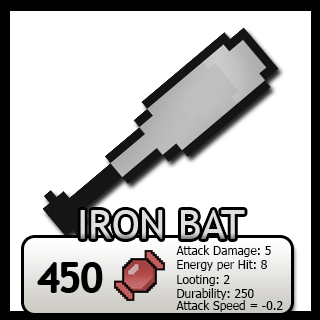 IRON BAT
450
Attack Damage: 5
Energy per Hit: 8
Looting: 2
Durability: 250
Attack Speed = -0.2